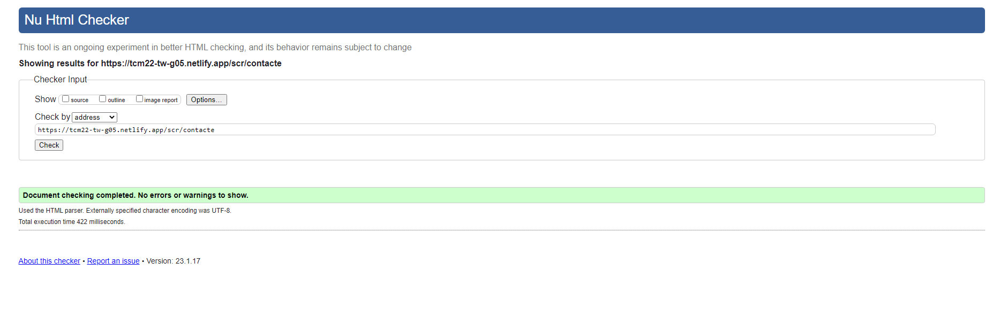 Nu Html Checker
This tool is an ongoing experiment in better HTML checking, and its behavior remains subject to change
Showing results for https://tcm22-tw-g05.netlify.app/scr/contacte
Checker Input
Show source outline image report Options...
Check by address
https://tcm22-tw-g05.netlify.app/scr/contacte
Check
Document checking completed. No errors or warnings to show.
Used the HTML parser. Externally specified character encoding was UTF-8.
Total execution time 422 milliseconds.
About this checker • Report an issue • Version: 23.1.17